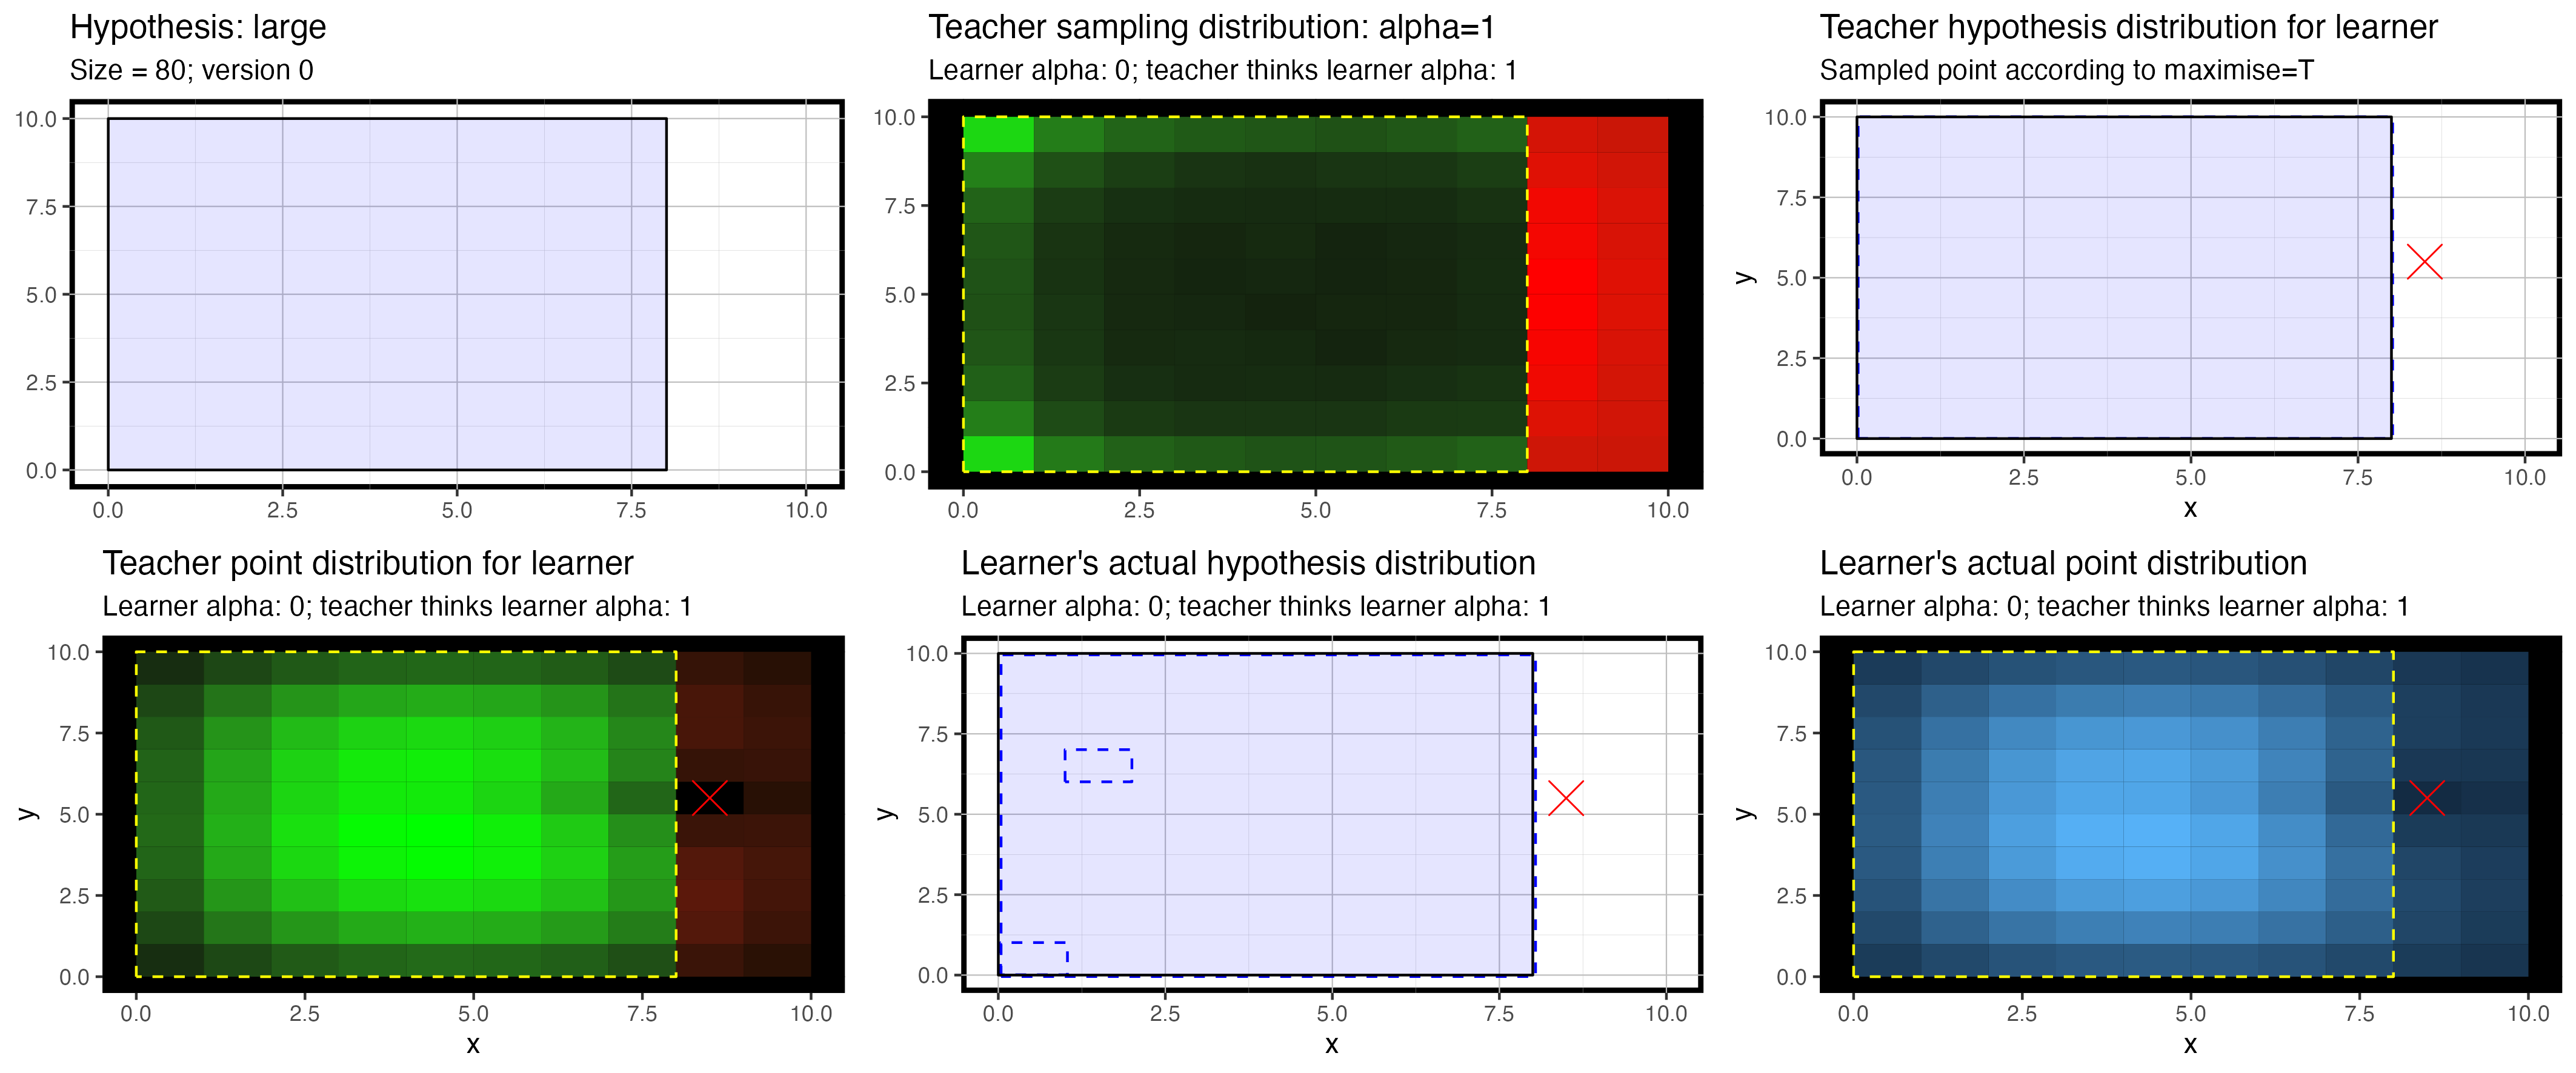 Hypothesis: large
Size = 80; version 0
10.0
7.5
5.0
2.5
0.0
0.0 2.5 5.0 7.5 10.0
Teacher sampling distribution: alpha=1
Learner alpha: 0; teacher thinks learner alpha: 1
10.0
7.5
5.0
2.5
0.0
0.0 2.5 5.0 7.5 10.0
Teacher hypothesis distribution for learner
Sampled point according to maximise=T
10.0
7.5
y
5.0
2.5
0.0
0.0 2.5 5.0 7.5 10.0
x
Teacher point distribution for learner
Learner alpha: 0; teacher thinks learner alpha: 1
10.0
7.5
y
5.0
2.5
0.0
0.0 2.5 5.0 7.5 10.0
x
Learner's actual hypothesis distribution
Learner alpha: 0; teacher thinks learner alpha: 1
10.0
7.5
y
5.0
2.5
0.0
0.0 2.5 5.0 7.5 10.0
x
Learner's actual point distribution
Learner alpha: 0; teacher thinks learner alpha: 1
10.0
7.5
y
5.0
2.5
0.0
0.0 2.5 5.0 7.5 10.0
x